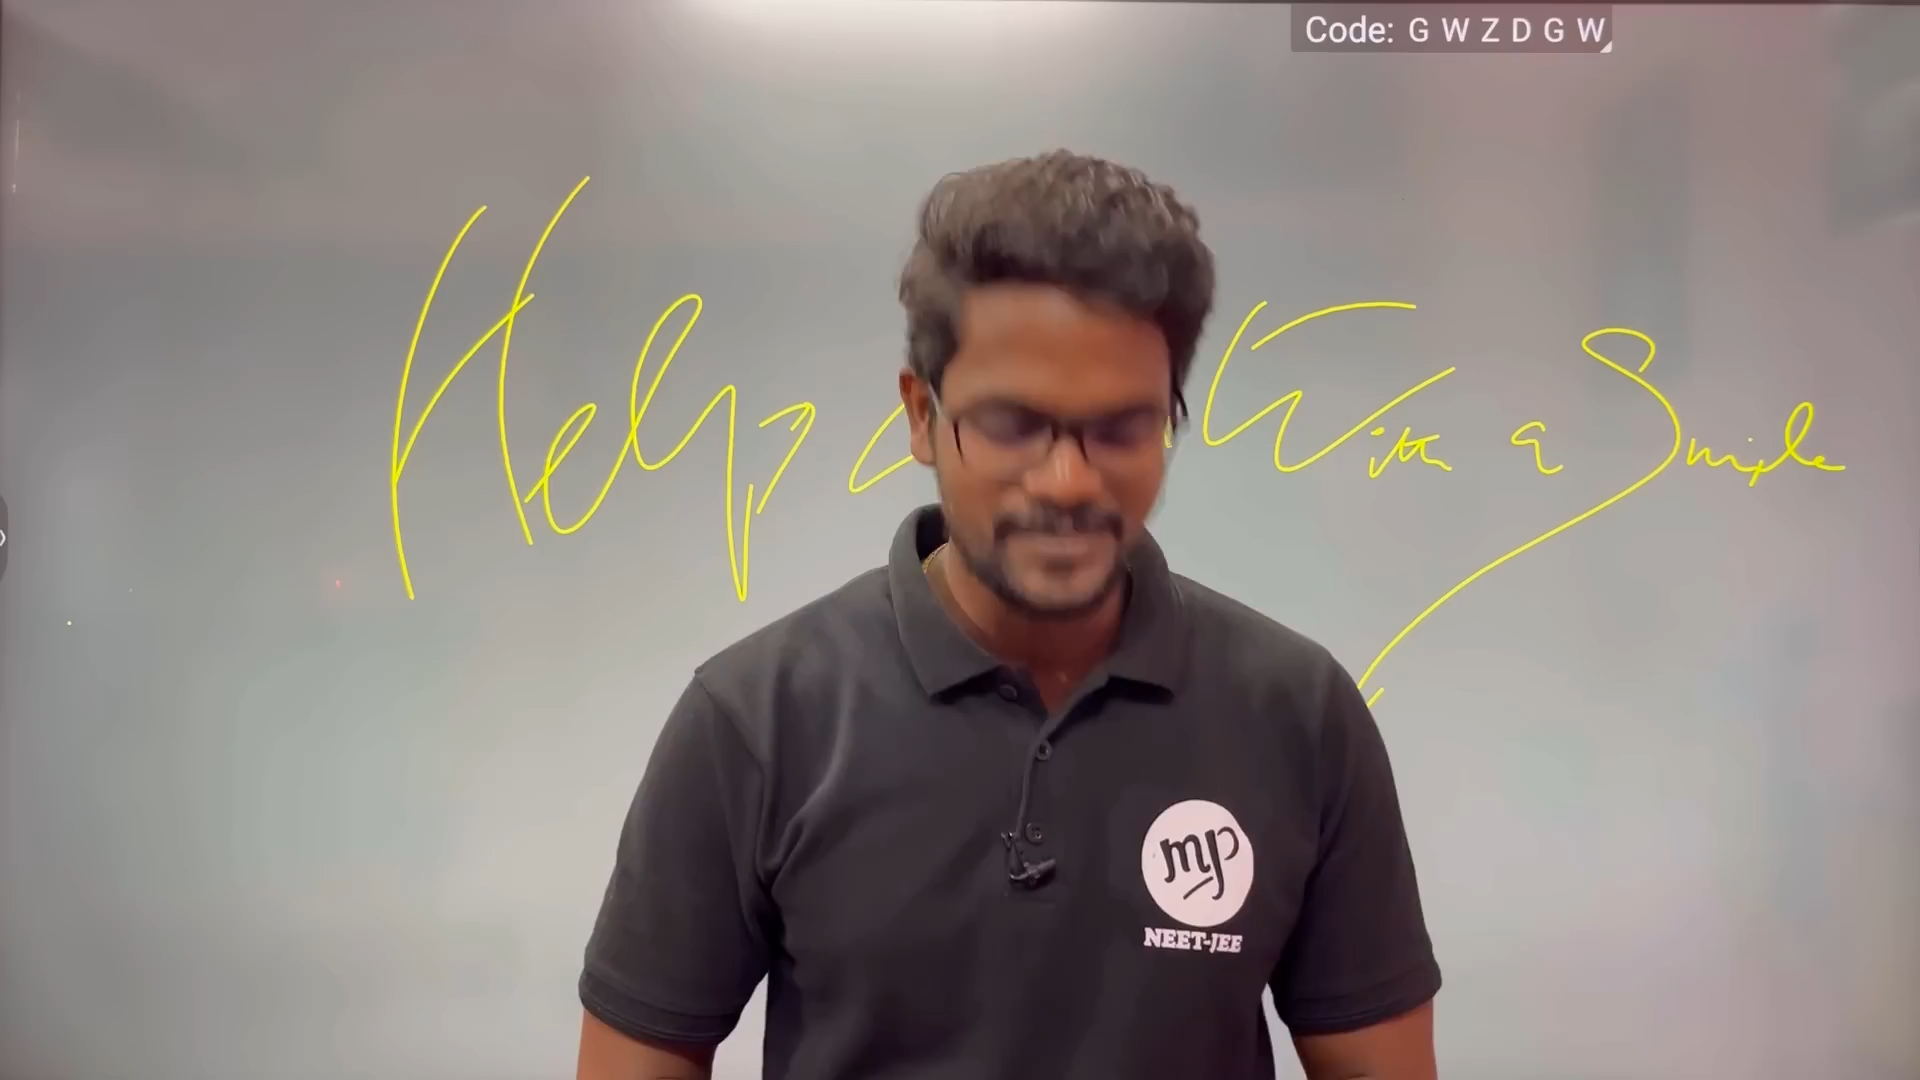 Code: G W Z D G W
Help
With a Smile
mp
NEET-JEE